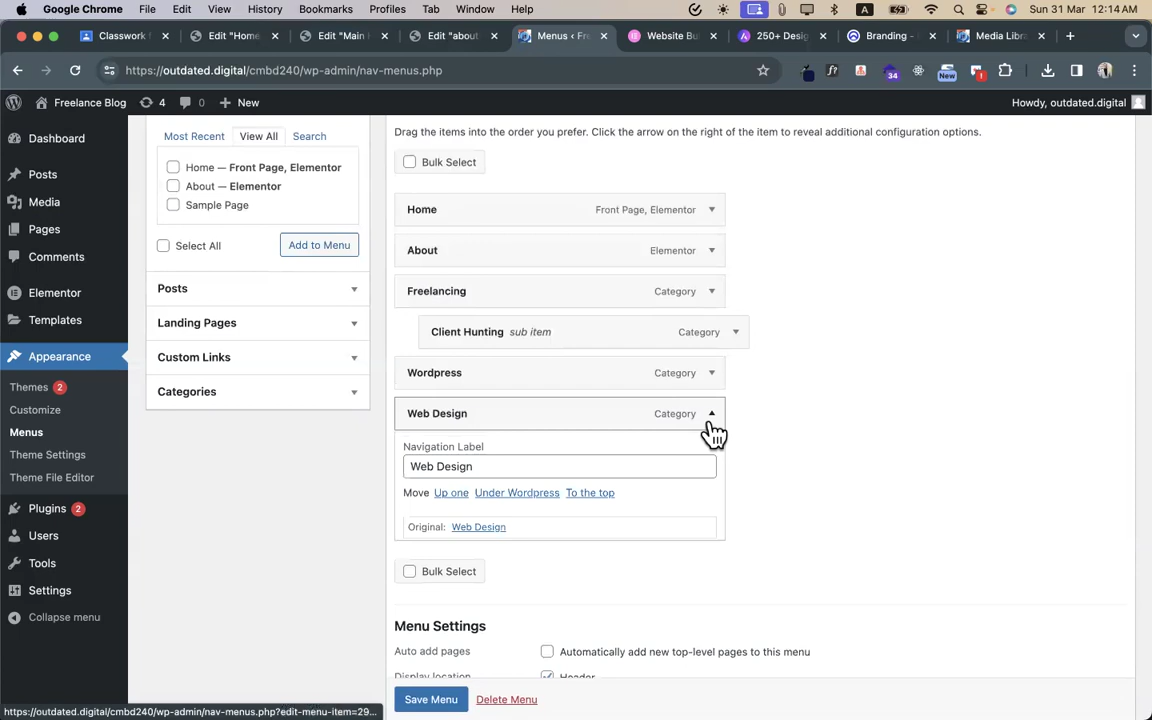 Google Chrome File Edit View History Bookmarks Profiles Tab Window Help A Sun 31 Mar 12:14AM
Classwork Edit "Home Edit "Main Edit "about Menus < Fr Website Bu 250+ Desig Branding - Media Libra
https://outdated.digital/cmbd240/wp-admin/nav-menus.php 34 New
Freelance Blog 4 0 New Howdy, outdated.digital
Dashboard
Posts
Media
Pages
Comments
Elementor
Templates
Appearance
Themes 2
Customize
Menus
Theme Settings
Theme File Editor
Plugins 2
Users
Tools
Settings
Collapse menu
Most Recent View All Search
Home — Front Page, Elementor
About — Elementor
Sample Page
Select All Add to Menu
Posts
Landing Pages
Custom Links
Categories
Drag the items into the order you prefer. Click the arrow on the right of the item to reveal additional configuration options.
Bulk Select
Home Front Page, Elementor
About Elementor
Freelancing Category
Client Hunting sub item Category
Wordpress Category
Web Design Category
Navigation Label
Web Design
Move Up one Under Wordpress To the top
Original: Web Design
Bulk Select
Menu Settings
Auto add pages Automatically add new top-level pages to this menu
Display location Header
Save Menu Delete Menu
https://outdated.digital/cmbd240/wp-admin/nav-menus.php?edit-menu-item=29...